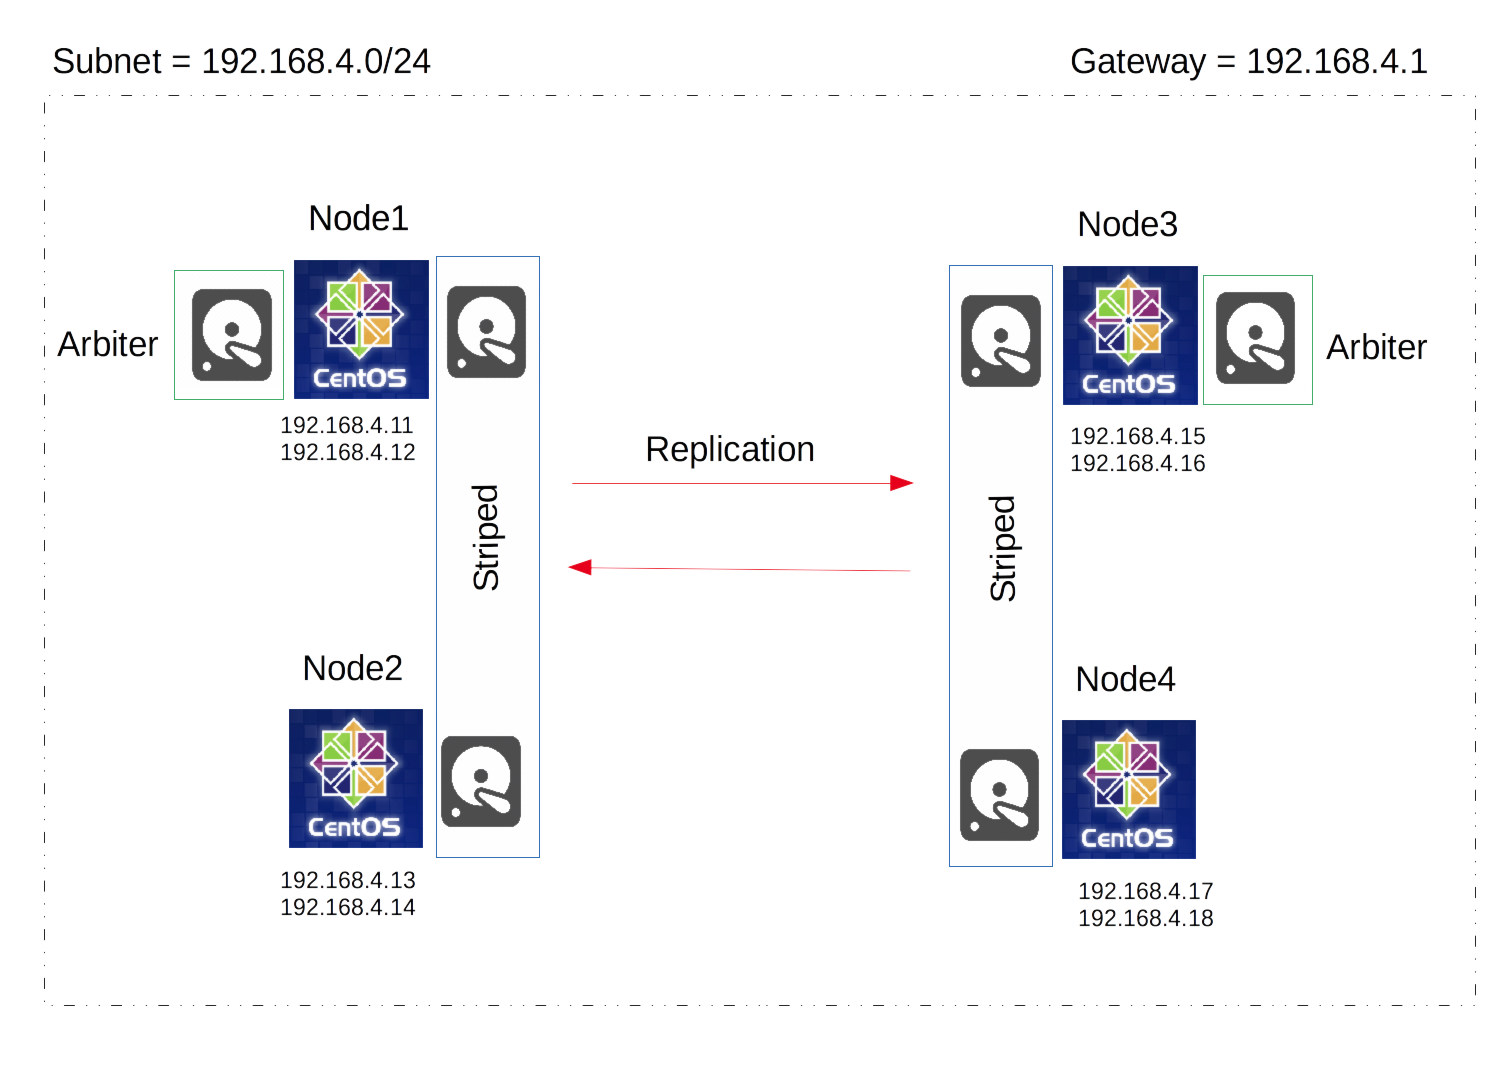 Subnet = 192.168.4.0/24
Gateway = 192.168.4.1
Node1
Node3
Arbiter
CentOS
CentOS
Arbiter
192.168.4.11
192.168.4.12
192.168.4.15
192.168.4.16
Replication
Striped
Striped
Node2
Node4
CentOS
CentOS
192.168.4.13
192.168.4.14
192.168.4.17
192.168.4.18